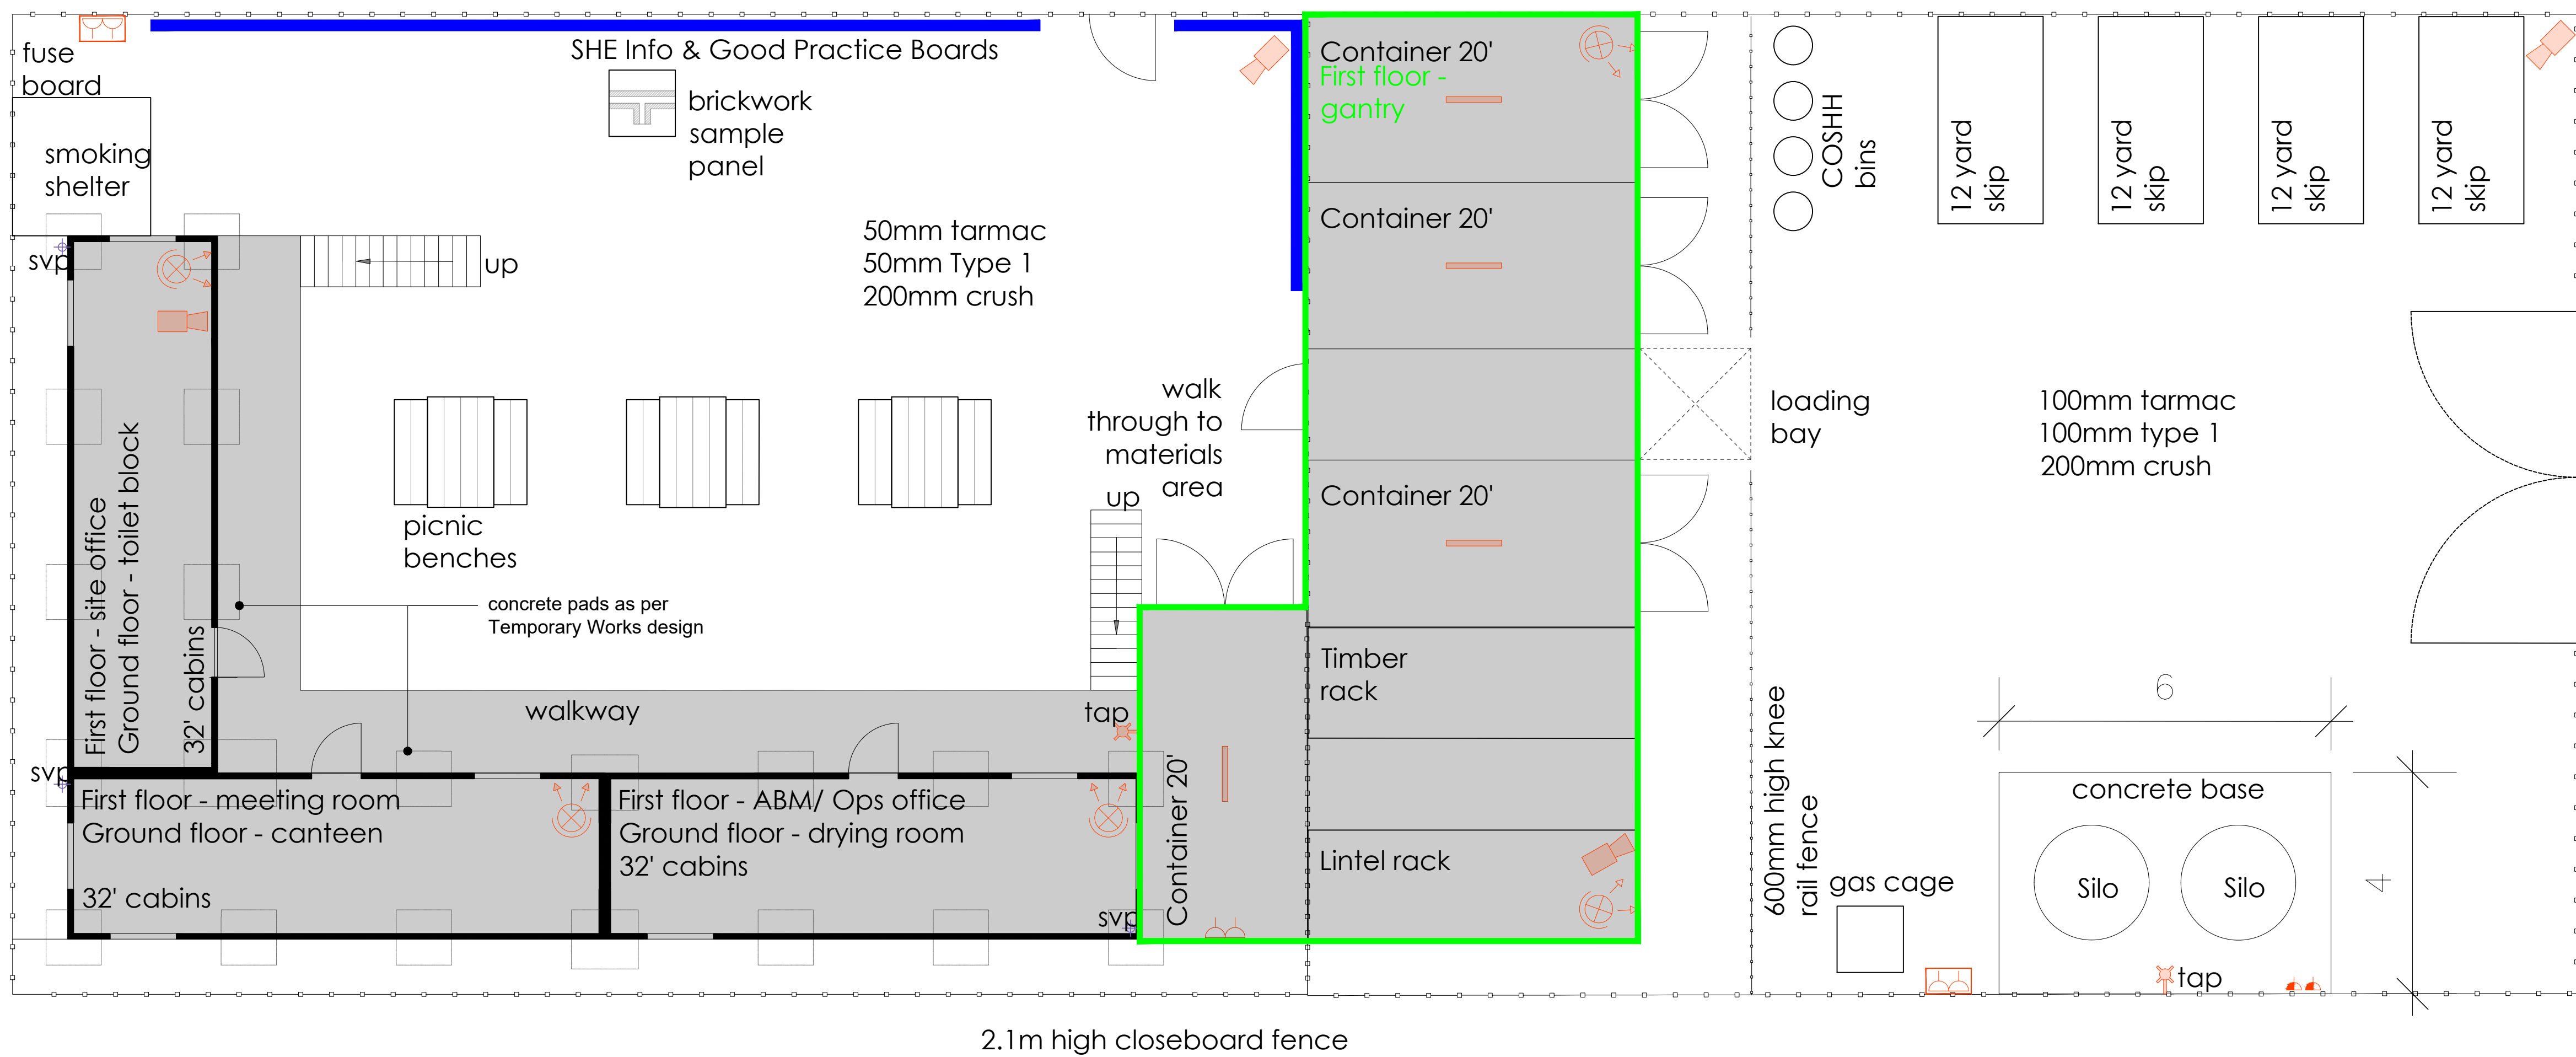 fuse
board
SHE Info & Good Practice Boards
brickwork
sample
panel
smoking
shelter
svp
up
50mm tarmac
50mm Type 1
200mm crush
Container 20'
First floor -
gantry
Container 20'
COSHH
bins
12 yard
skip
12 yard
skip
12 yard
skip
12 yard
skip
walk
through to
materials
area
up
loading
bay
100mm tarmac
100mm type 1
200mm crush
Container 20'
picnic
benches
concrete pads as per
Temporary Works design
First floor - site office
Ground floor - toilet block
32' cabins
walkway
tap
Timber
rack
svp
First floor - meeting room
Ground floor - canteen
32' cabins
First floor - ABM/ Ops office
Ground floor - drying room
32' cabins
svp
Container 20'
Lintel rack
600mm high knee
rail fence
gas cage
6
concrete base
Silo
Silo
4
tap
2.1m high closeboard fence